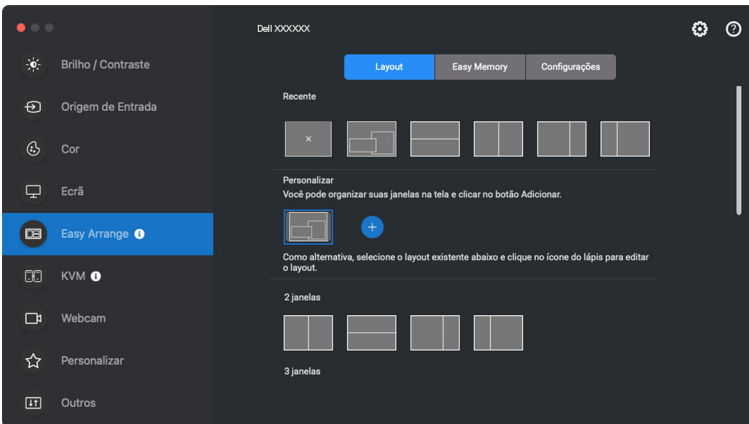 Dell XXXXXX
Brilho / Contraste
Origem de Entrada
Cor
Ecrã
Easy Arrange
KVM
Webcam
Personalizar
Outros
Layout Easy Memory Configurações
Recente
Personalizar
Você pode organizar suas janelas na tela e clicar no botão Adicionar.
Como alternativa, selecione o layout existente abaixo e clique no ícone do lápis para editar
o layout.
2 janelas
3 janelas